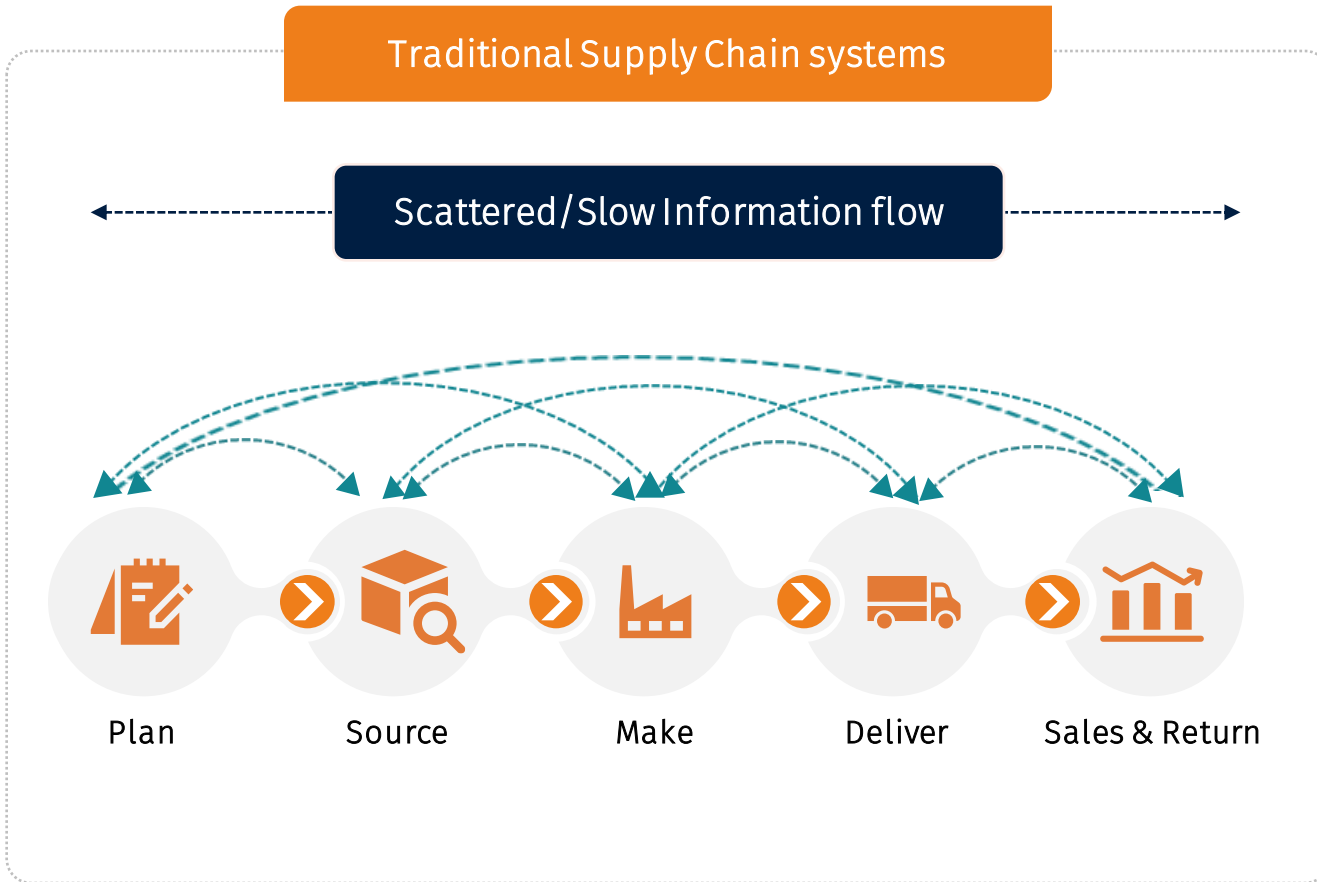 Traditional Supply Chain systems
Scattered/Slow Information flow
Plan
Source
Make
Deliver
Sales & Return